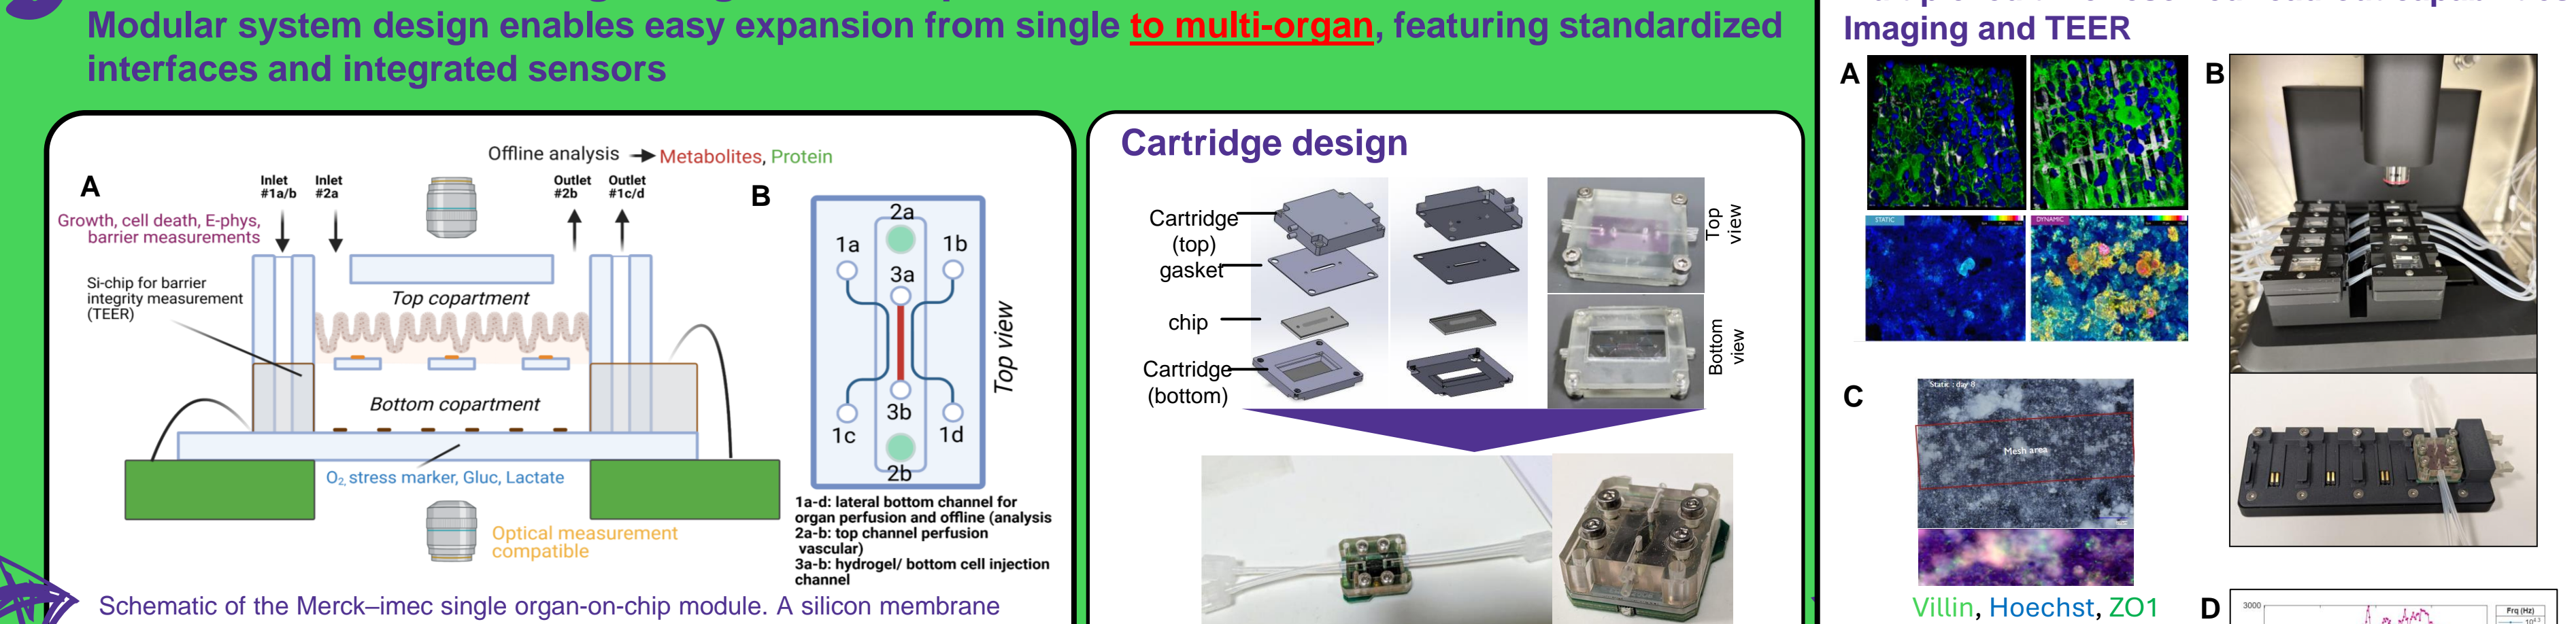 Modular system design enables easy expansion from single to multi-organ, featuring standardized
interfaces and integrated sensors
A
Offline analysis
Metabolites, Protein
Inlet
#1a/b
Inlet
#2a
Outlet
#2b
Outlet
#1c/d
Growth, cell death, E-phys,
barrier measurements
Si-chip for barrier
integrity measurement
(TEER)
Top copartment
Bottom copartment
O2, stress marker, Gluc, Lactate
Optical measurement
compatible
B
2a
1a
1b
3a
3b
1c
1d
2b
Top view
1a-d: lateral bottom channel for
organ perfusion and offline (analysis
2a-b: top channel perfusion
vascular)
3a-b: hydrogel/ bottom cell injection
channel
Schematic of the Merck–imec single organ-on-chip module. A silicon membrane
Cartridge design
Cartridge
(top)
gasket
chip
Cartridge
(bottom)
Top
view
Bottom
view
Imaging and TEER
A
STATIC
DYNAMIC
B
C
Static : day 8
Mesh area
Villin, Hoechst, ZO1
D
3000
Frq (Hz)